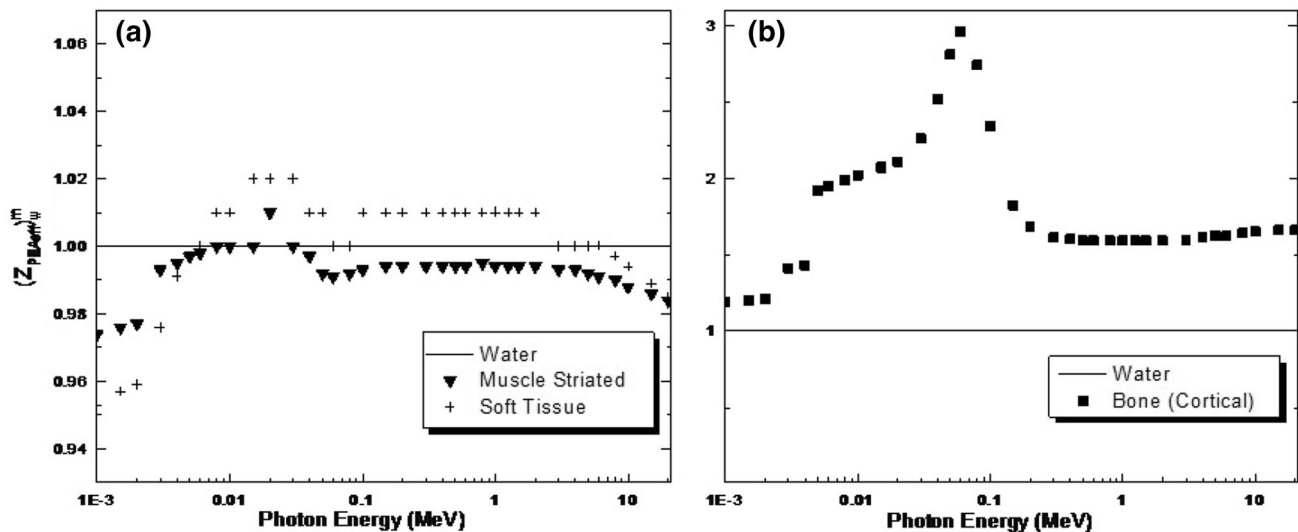 (a)
1.06
1.04
1.02
1.00
0.98
0.96
0.94
1E-3 0.01 0.1 1 10
Photon Energy (MeV)
Water
Muscle Striated
Soft Tissue
(b)
3
2
1
1E-3 0.01 0.1 1 10
Photon Energy (MeV)
Water
Bone (Cortical)